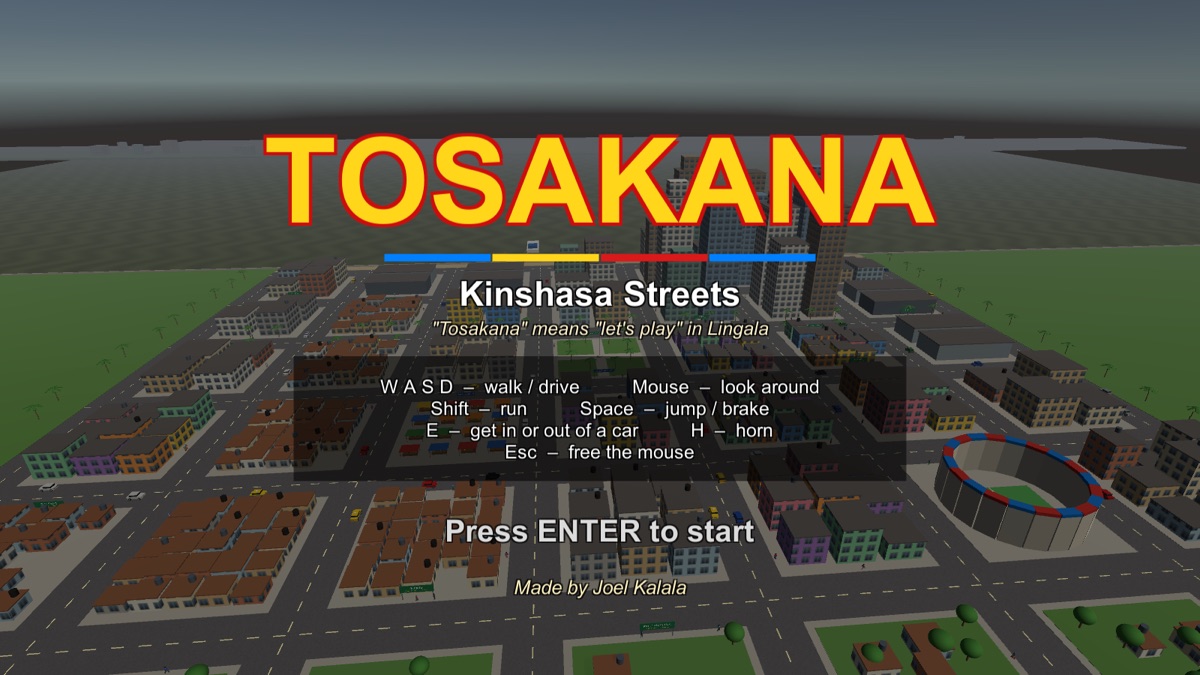 TOSAKANA
Kinshasa Streets
"Tosakana" means "let's play" in Lingala
W A S D – walk / drive Mouse – look around
Shift – run Space – jump / brake
E – get in or out of a car H – horn
Esc – free the mouse
Press ENTER to start
Made by Joel Kalala